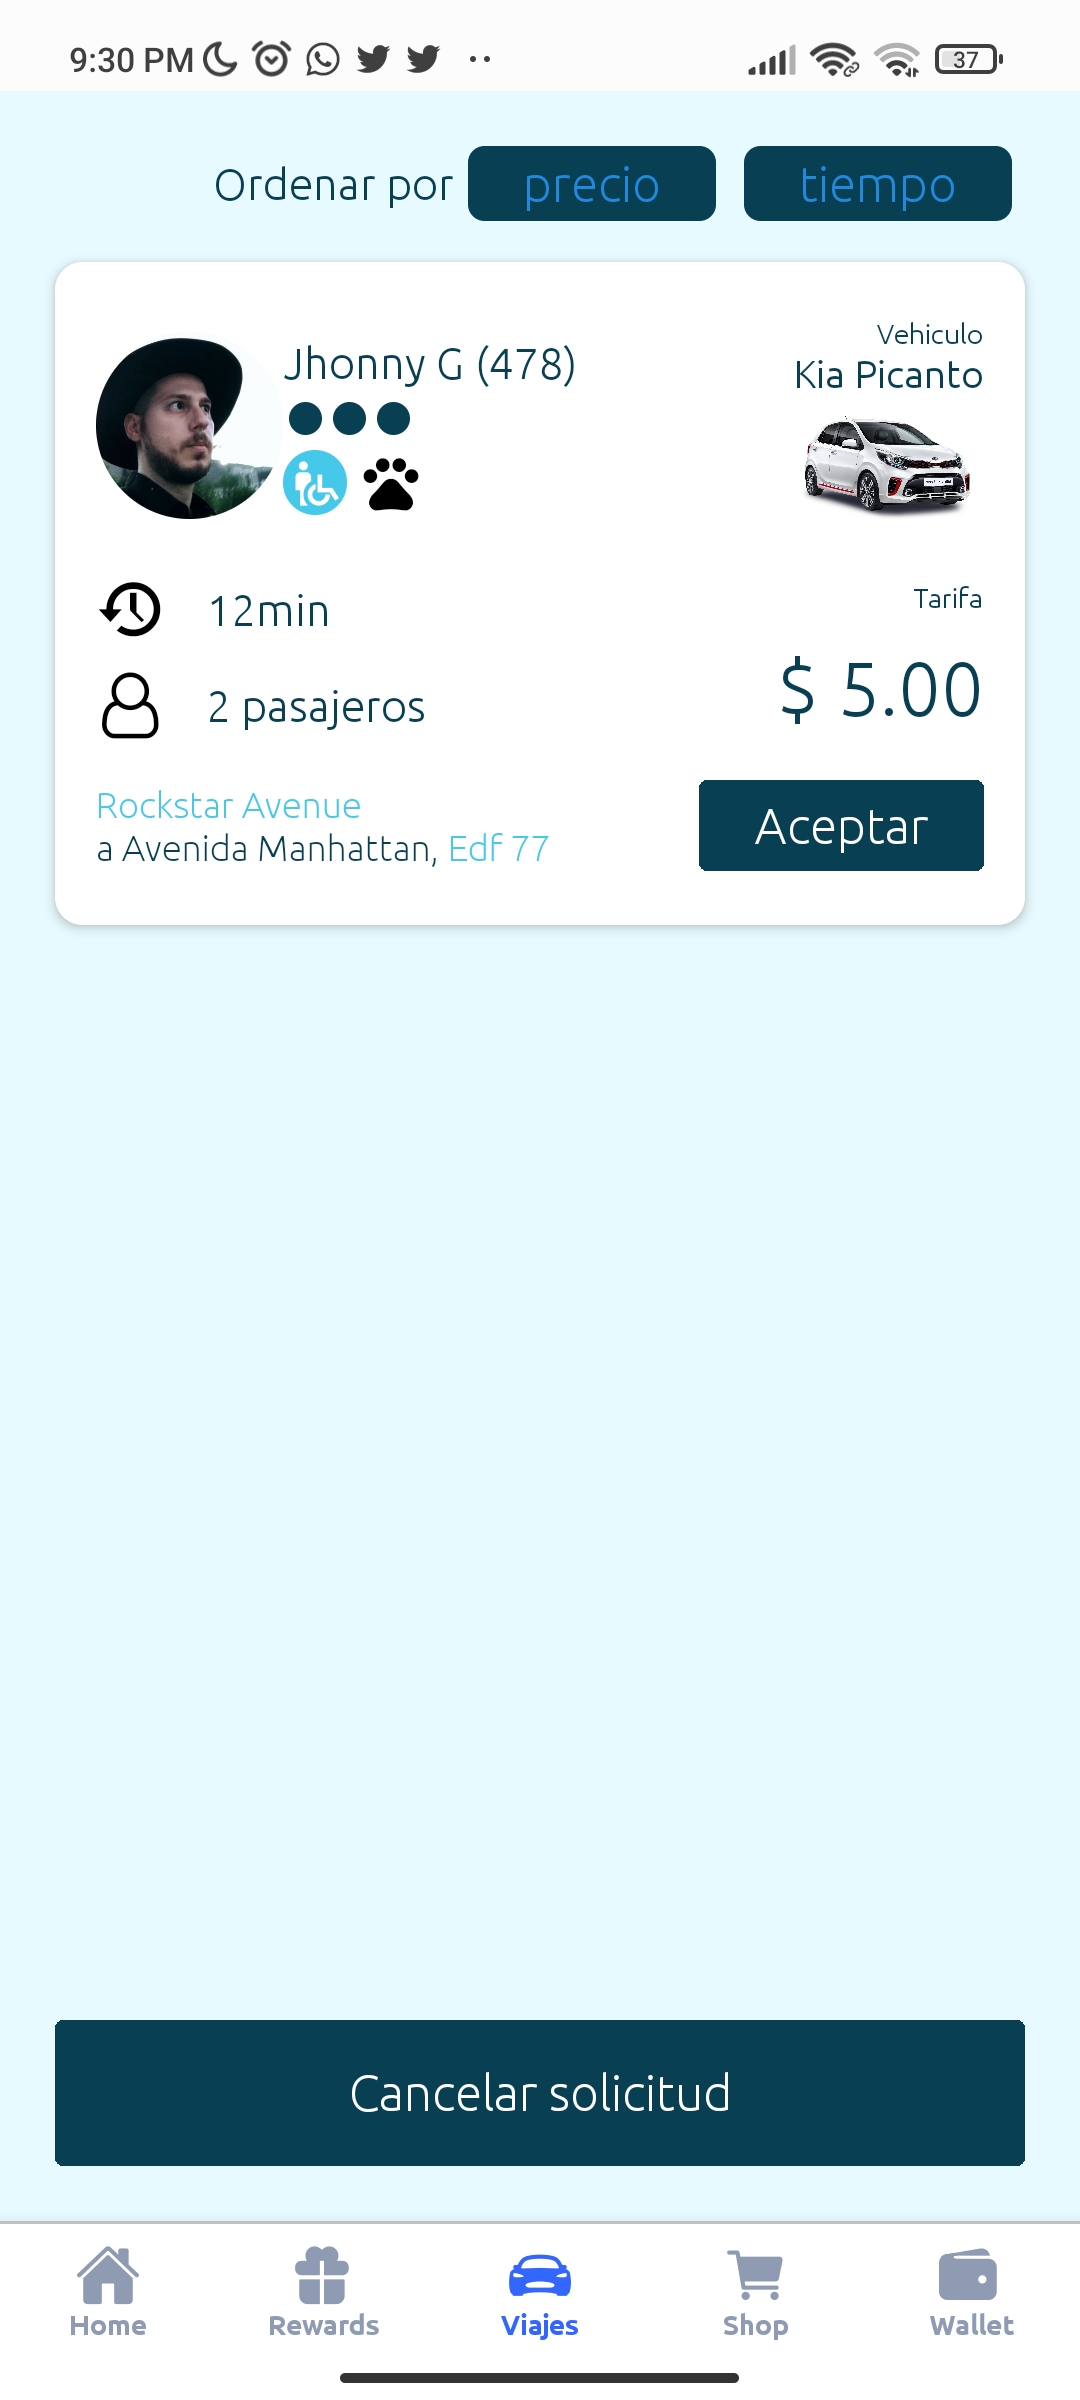 9:30 PM
37
Ordenar por precio tiempo
Jhonny G (478)
Vehiculo
Kia Picanto
12min
2 pasajeros
Tarifa
$ 5.00
Rockstar Avenue
a Avenida Manhattan, Edf 77
Aceptar
Cancelar solicitud
Home Rewards Viajes Shop Wallet